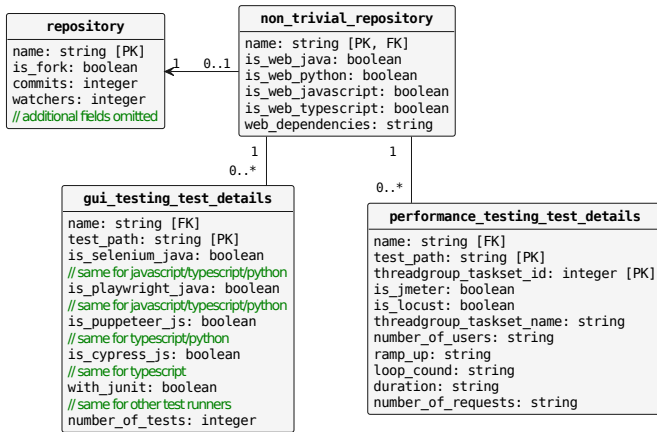 repository
name: string [PK]
is_fork: boolean
commits: integer
watchers: integer
// additional fields omitted
1
0..1
non_trivial_repository
name: string [PK, FK]
is_web_java: boolean
is_web_python: boolean
is_web_javascript: boolean
is_web_typescript: boolean
web_dependencies: string
1
0..*
1
0..*
gui_testing_test_details
name: string [FK]
test_path: string [PK]
is_selenium_java: boolean
// same for javascript/typescript/python
is_playwright_java: boolean
// same for javascript/typescript/python
is_puppeteer_js: boolean
// same for typescript/python
is_cypress_js: boolean
// same for typescript
with_junit: boolean
// same for other test runners
number_of_tests: integer
performance_testing_test_details
name: string [FK]
test_path: string [PK]
threadgroup_taskset_id: integer [PK]
is_jmeter: boolean
is_locust: boolean
threadgroup_taskset_name: string
number_of_users: string
ramp_up: string
loop_cound: string
duration: string
number_of_requests: string